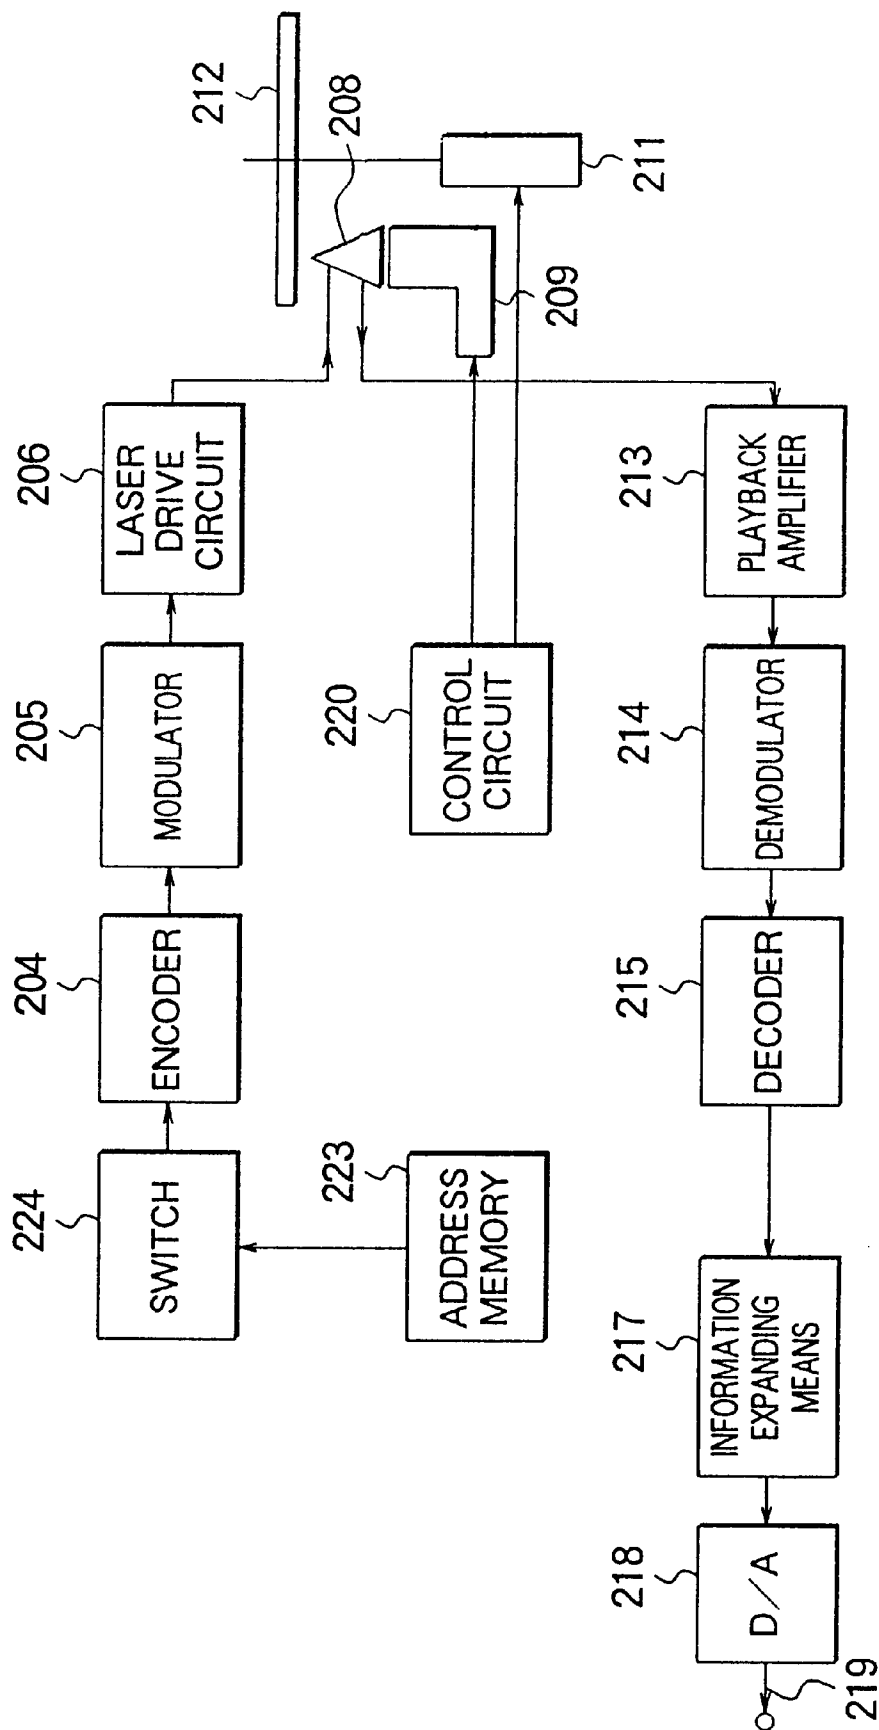 212
208
211
209
206
LASER
DRIVE
CIRCUIT
205
MODULATOR
204
ENCODER
224
SWITCH
223
ADDRESS
MEMORY
220
CONTROL
CIRCUIT
213
PLAYBACK
AMPLIFIER
214
DEMODULATOR
215
DECODER
217
INFORMATION
EXPANDING
MEANS
218
D/A
219